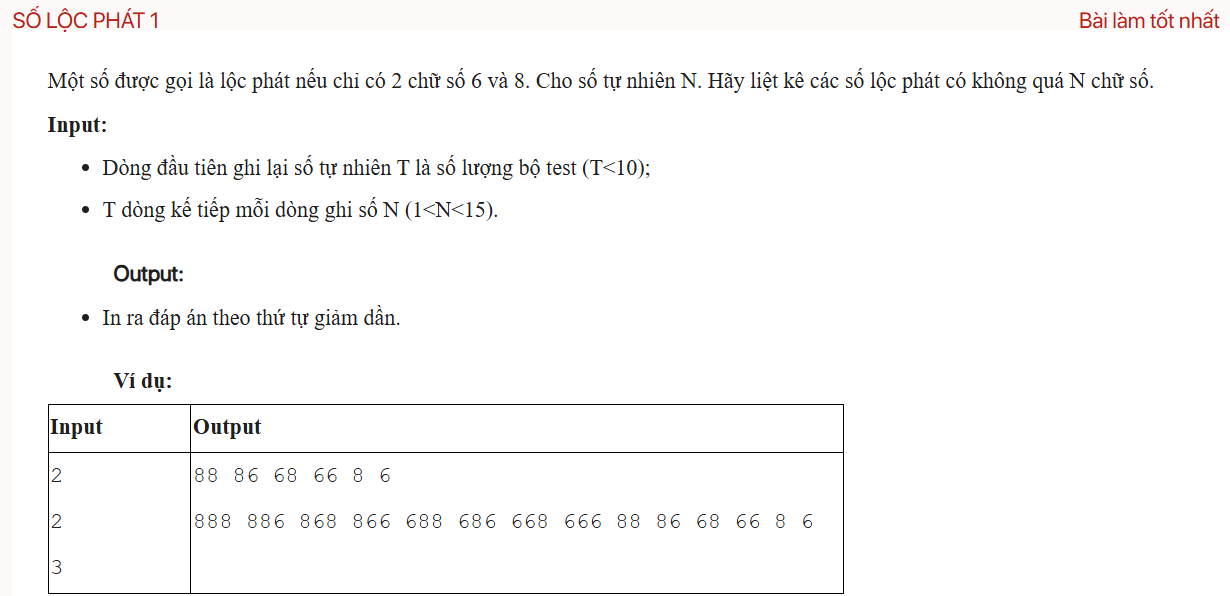 SỐ LỘC PHÁT 1
Bài làm tốt nhất
Một số được gọi là lộc phát nếu chỉ có 2 chữ số 6 và 8. Cho số tự nhiên N. Hãy liệt kê các số lộc phát có không quá N chữ số.
Input:
• Dòng đầu tiên ghi lại số tự nhiên T là số lượng bộ test (T<10);
• T dòng kế tiếp mỗi dòng ghi số N (1<N<15).
Output:
• In ra đáp án theo thứ tự giảm dần.
Ví dụ:
Input Output
2 88 86 68 66 8 6
2 888 886 868 866 688 686 668 666 88 86 68 66 8 6
3